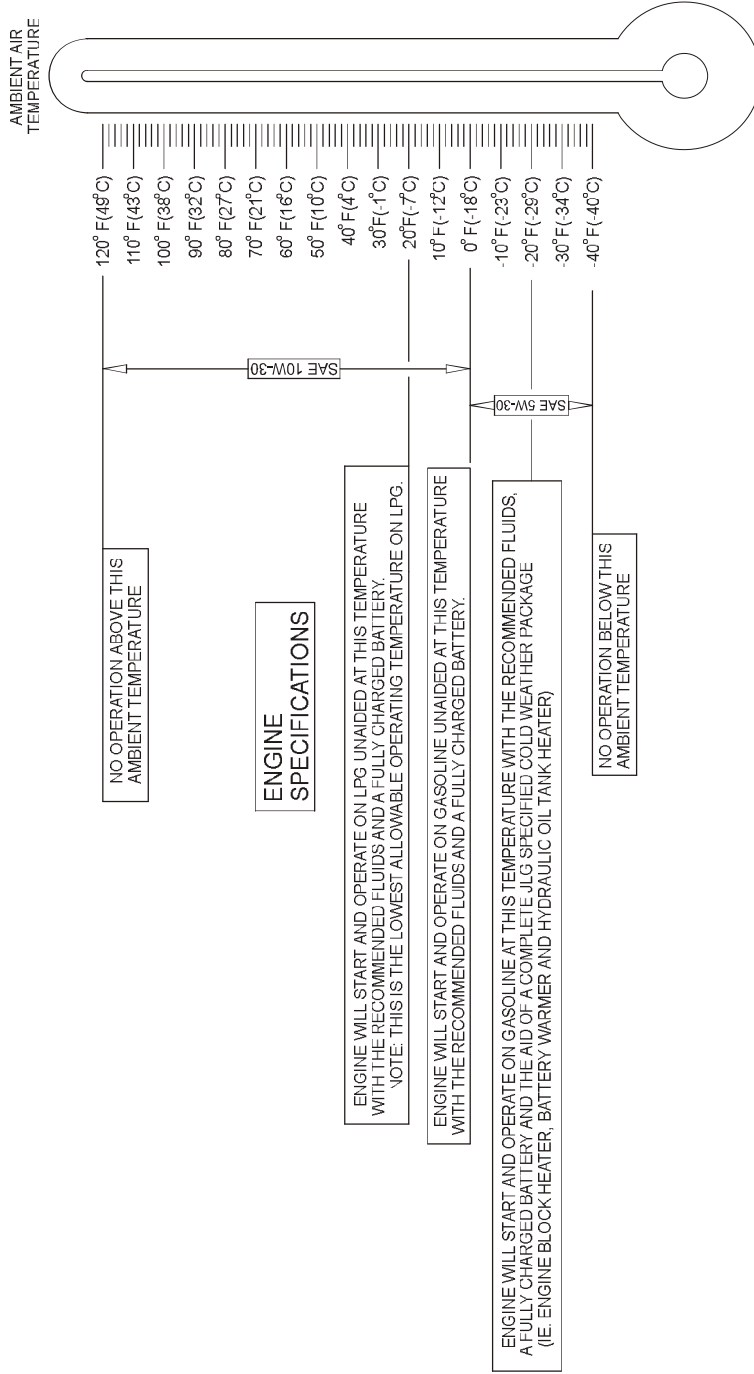 AMBIENT AIR
TEMPERATURE
120°F(49°C)
110°F(43°C)
100°F(38°C)
90°F(32°C)
80°F(27°C)
70°F(21°C)
60°F(16°C)
50°F(10°C)
40°F(4°C)
30°F(-1°C)
20°F(-7°C)
10°F(-12°C)
0°F(-18°C)
-10°F(-23°C)
-20°F(-29°C)
-30°F(-34°C)
-40°F(-40°C)
SAE 10W-30
SAE 5W-30
NO OPERATION ABOVE THIS
AMBIENT TEMPERATURE
ENGINE
SPECIFICATIONS
ENGINE WILL START AND OPERATE ON LPG UNAIDED AT THIS TEMPERATURE
WITH THE RECOMMENDED FLUIDS AND A FULLY CHARGED BATTERY.
NOTE: THIS IS THE LOWEST ALLOWABLE OPERATING TEMPERATURE ON LPG.
ENGINE WILL START AND OPERATE ON GASOLINE UNAIDED AT THIS TEMPERATURE
WITH THE RECOMMENDED FLUIDS AND A FULLY CHARGED BATTERY.
ENGINE WILL START AND OPERATE ON GASOLINE AT THIS TEMPERATURE WITH THE RECOMMENDED FLUIDS,
A FULLY CHARGED BATTERY AND THE AID OF A COMPLETE JLG SPECIFIED COLD WEATHER PACKAGE
(IE. ENGINE BLOCK HEATER, BATTERY WARMER AND HYDRAULIC OIL TANK HEATER)
NO OPERATION BELOW THIS
AMBIENT TEMPERATURE